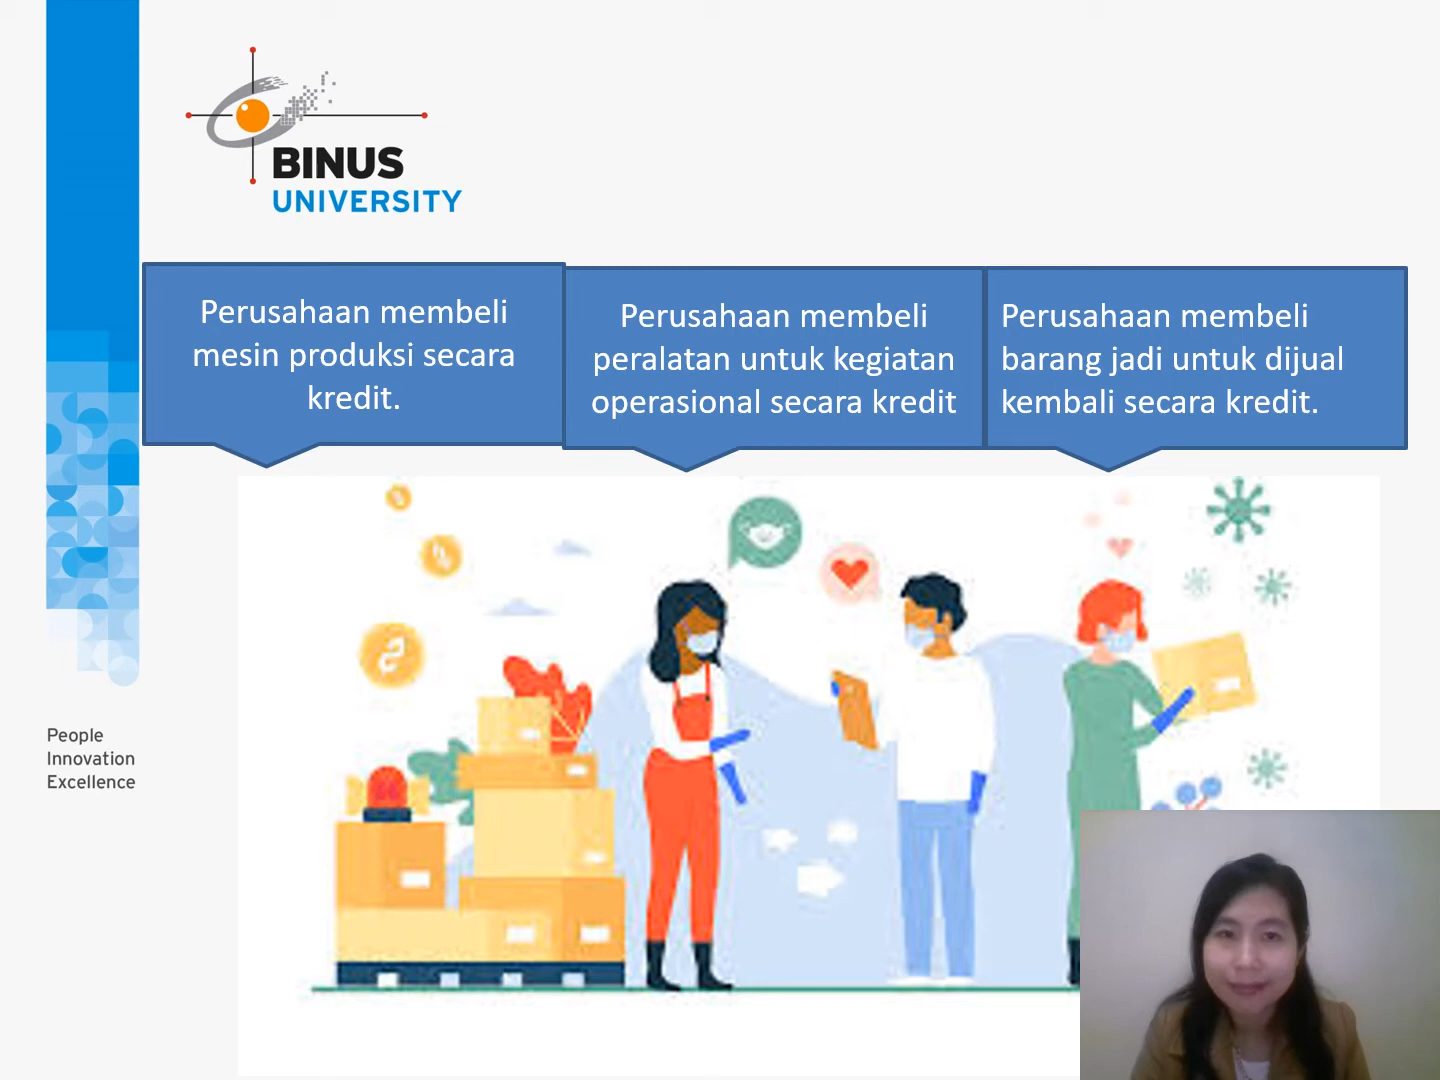 BINUS
UNIVERSITY
Perusahaan membeli
mesin produksi secara
kredit.
Perusahaan membeli
peralatan untuk kegiatan
operasional secara kredit
Perusahaan membeli
barang jadi untuk dijual
kembali secara kredit.
People
Innovation
Excellence